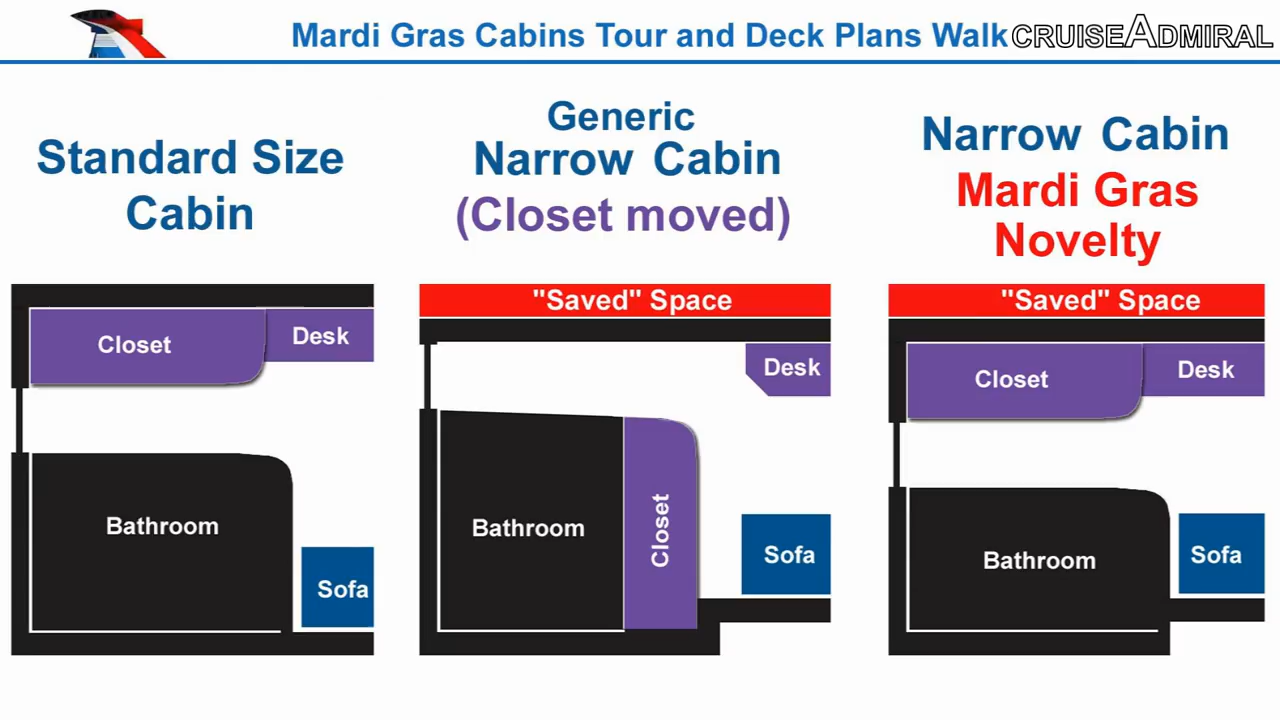 Mardi Gras Cabins Tour and Deck Plans Walk
CRUISEADMIRAL
Standard Size
Cabin
Closet
Desk
Bathroom
Sofa
Generic
Narrow Cabin
(Closet moved)
"Saved" Space
Desk
Bathroom
Closet
Sofa
Narrow Cabin
Mardi Gras
Novelty
"Saved" Space
Closet
Desk
Bathroom
Sofa